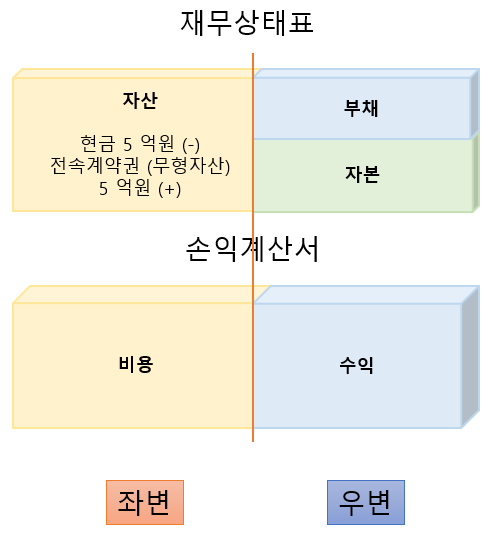 재무상태표
자산
현금 5 억원 (-)
전속계약권 (무형자산)
5 억원 (+)
부채
자본
손익계산서
비용
수익
좌변
우변